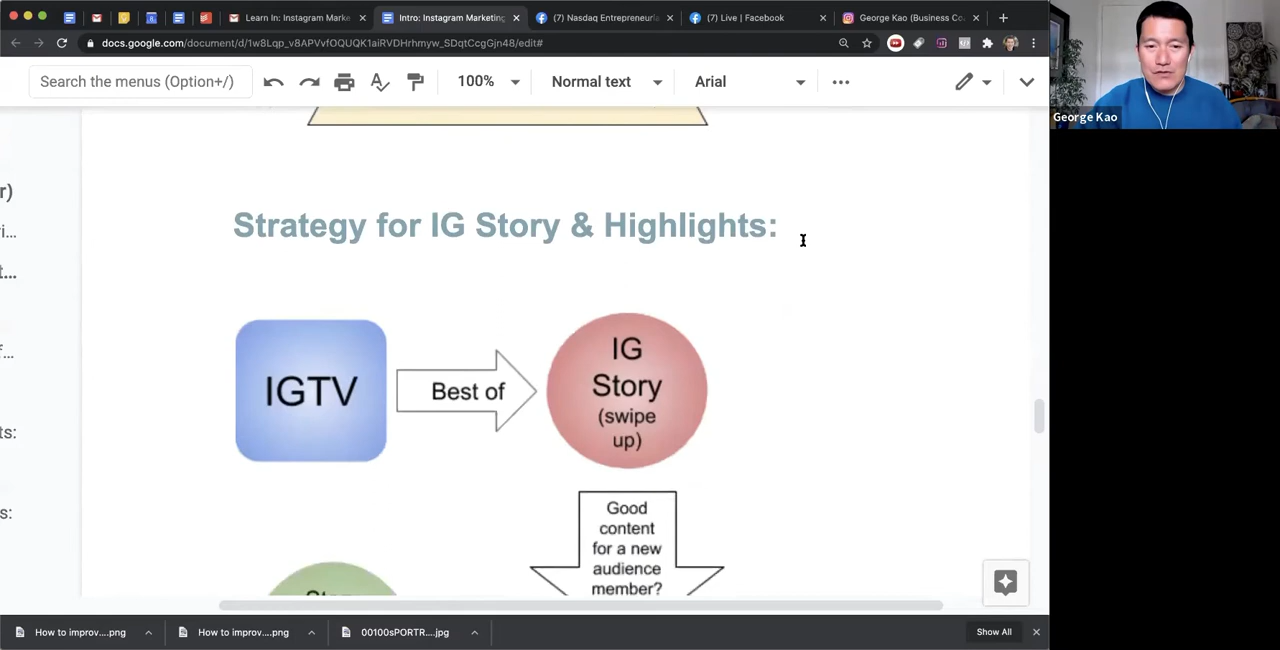 Learn In: Instagram Marke
Intro: Instagram Marketing
(7) Nasdaq Entrepreneuria
(7) Live | Facebook
George Kao (Business Co
docs.google.com/document/d/1w8Lqp_v8APVvfOQUQK1aiRVDHrhmyw_SDqtCcgGjn48/edit#
Search the menus (Option+/)
100%
Normal text
Arial
George Kao
r)
i...
t...
f...
ts:
s:
Strategy for IG Story & Highlights:
IGTV
Best of
IG
Story
(swipe
up)
Good
content
for a new
audience
member?
How to improv....png
How to improv....png
00100sPORTR....jpg
Show All